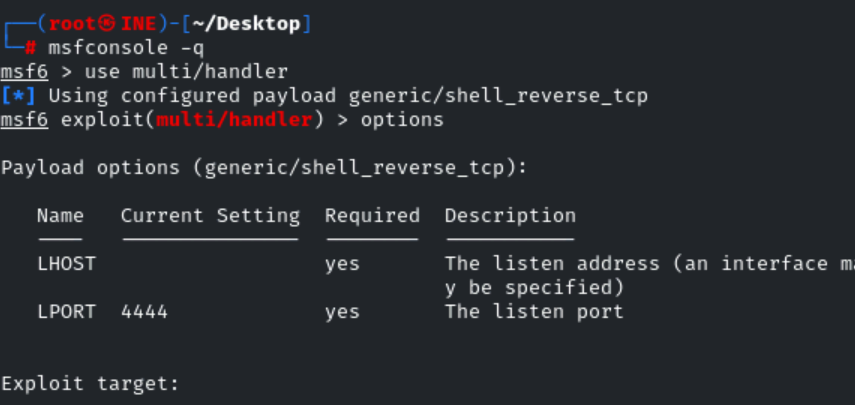 ┌──(root㉿INE)-[~/Desktop]
└─# msfconsole -q
msf6 > use multi/handler
[*] Using configured payload generic/shell_reverse_tcp
msf6 exploit(multi/handler) > options
Payload options (generic/shell_reverse_tcp):
Name Current Setting Required Description
LHOST yes The listen address (an interface ma
y be specified)
LPORT 4444 yes The listen port
Exploit target: